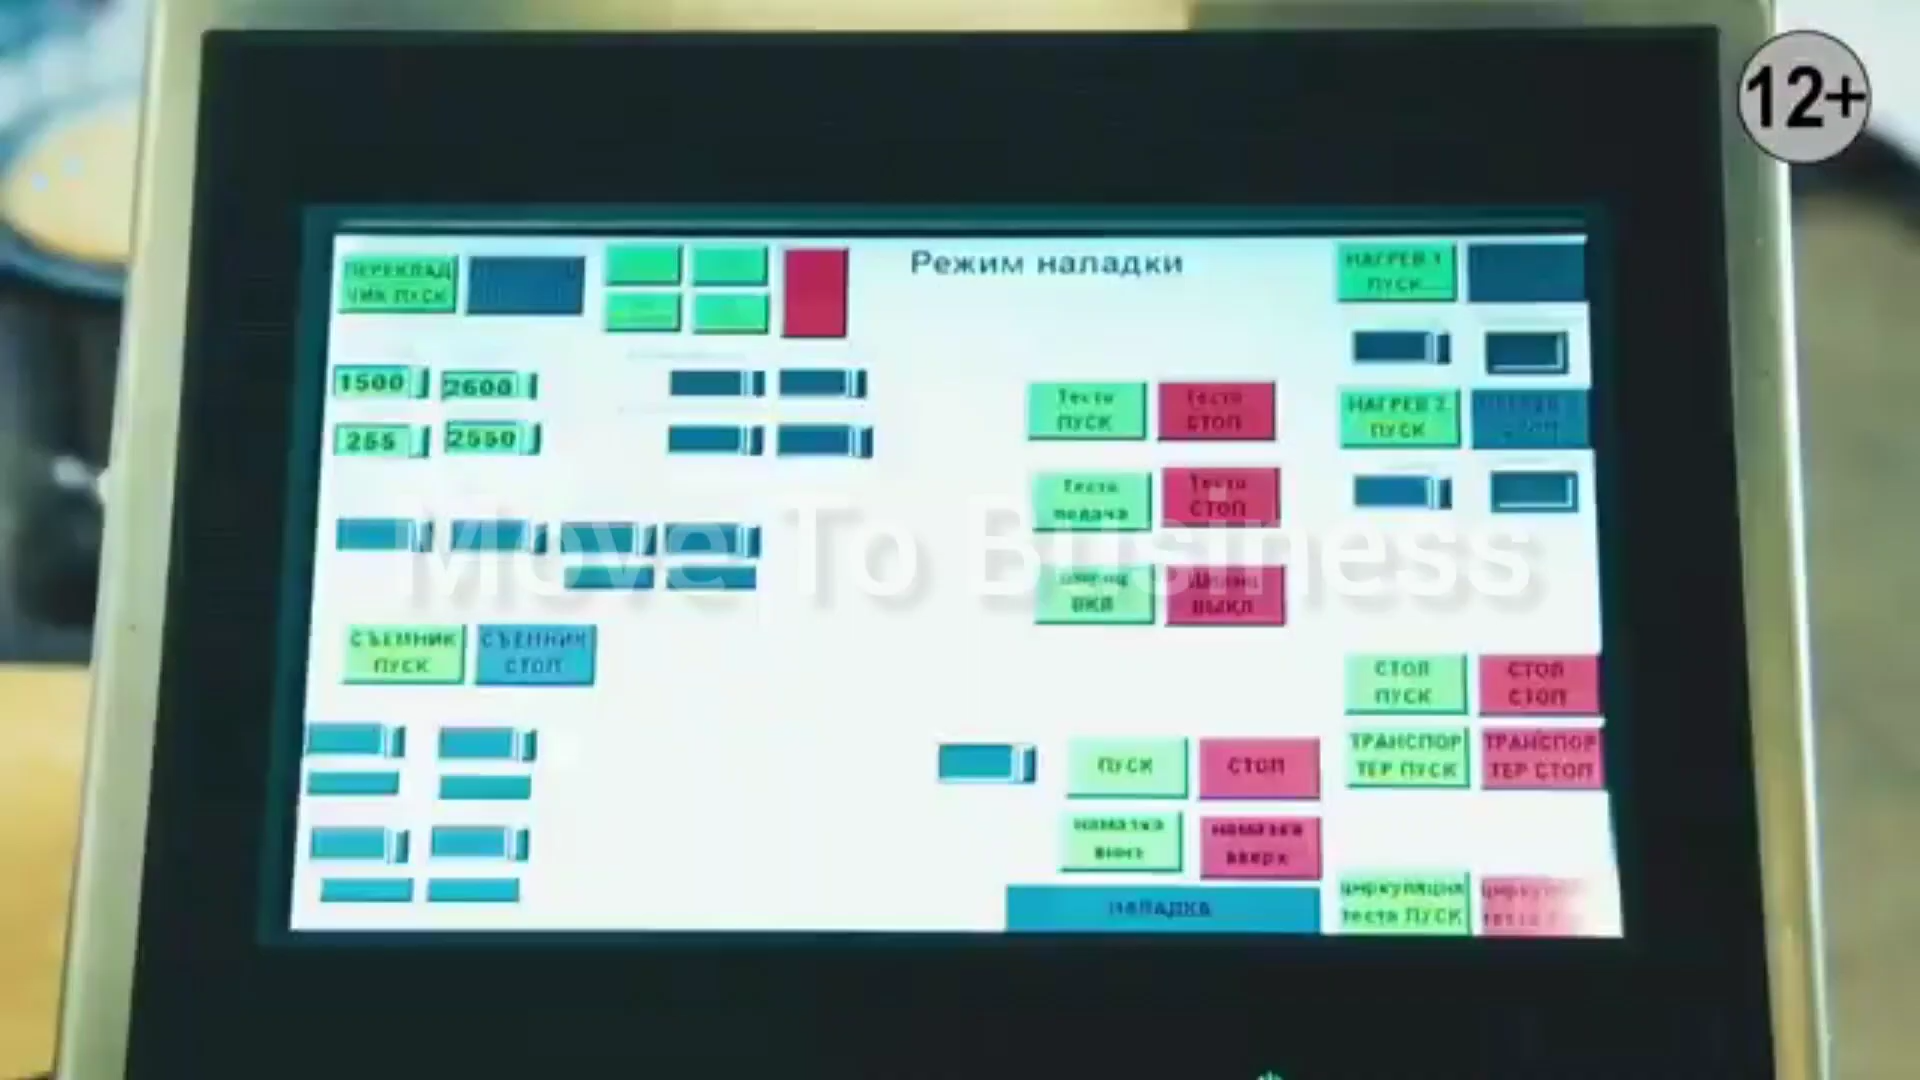 12+
Режим наладки
ПЕРЕКЛАД
ЧИК ПУСК
НАГРЕВ 1
ПУСК
1500
2600
255
2550
Тесто
ПУСК
Тесто
СТОП
НАГРЕВ 2
ПУСК
Тесто
подача
Тесто
СТОП
Move To Business
ВКЛ
ВЫКЛ
СЪЕМНИК
ПУСК
СЪЕМНИК
СТОП
СТОЛ
ПУСК
СТОЛ
СТОП
ТРАНСПОР
ТЕР ПУСК
ТРАНСПОР
ТЕР СТОП
ПУСК
СТОП
намазка
вниз
намазка
вверх
НАЛАДКА
циркуляция
теста ПУСК